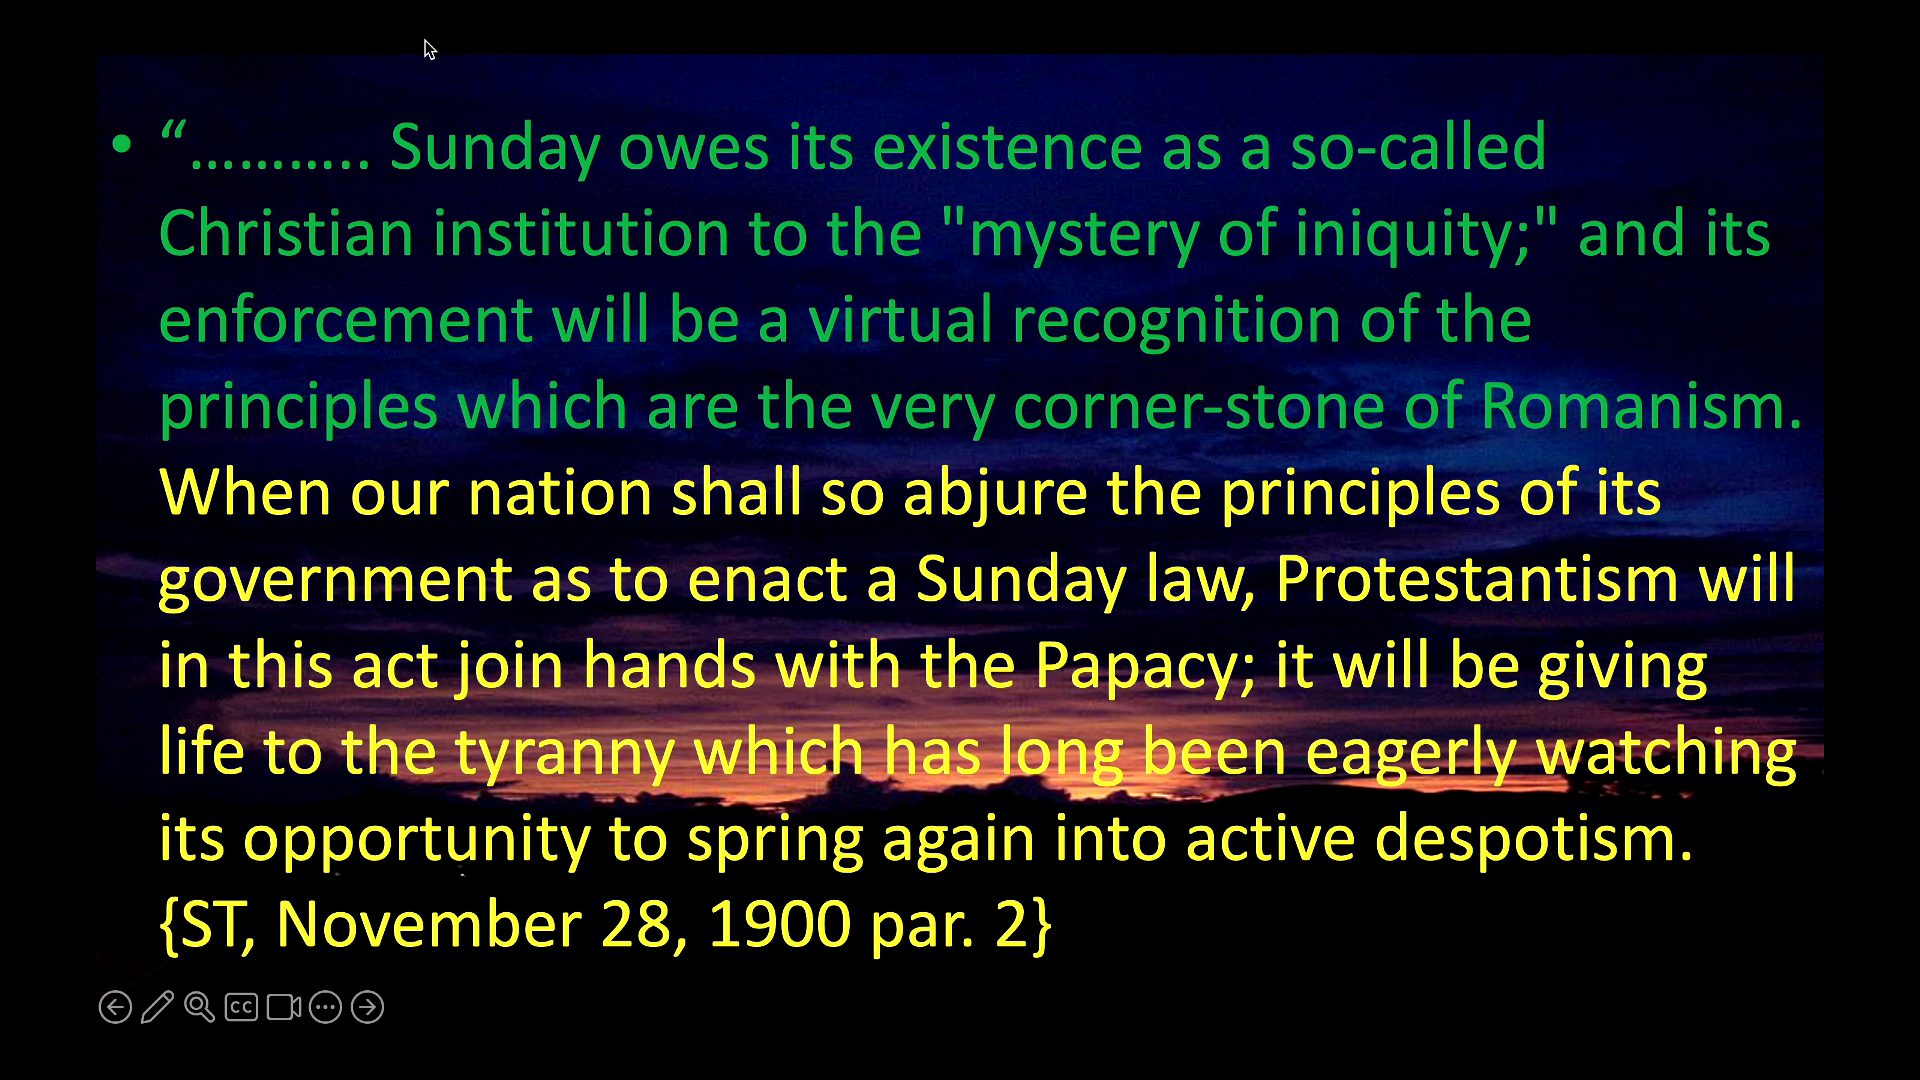 • “……….. Sunday owes its existence as a so-called
Christian institution to the "mystery of iniquity;" and its
enforcement will be a virtual recognition of the
principles which are the very corner-stone of Romanism.
When our nation shall so abjure the principles of its
government as to enact a Sunday law, Protestantism will
in this act join hands with the Papacy; it will be giving
life to the tyranny which has long been eagerly watching
its opportunity to spring again into active despotism.
{ST, November 28, 1900 par. 2}
CC